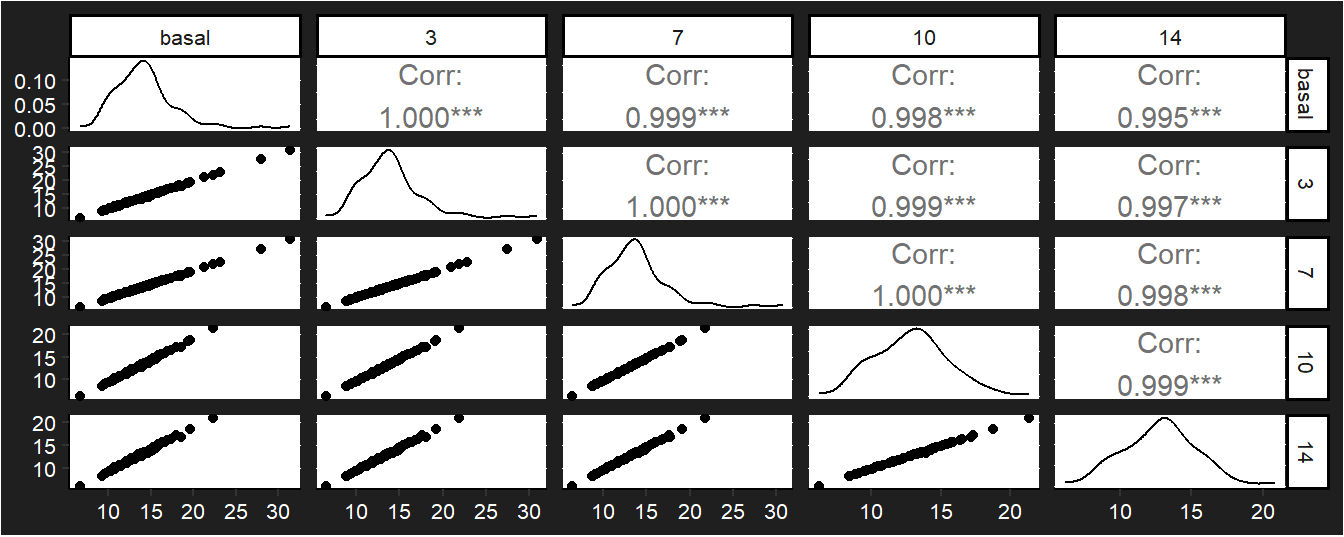 basal 3 7 10 14
0.10 Corr: Corr: Corr: Corr: basal
0.05
0.00 1.000*** 0.999*** 0.998*** 0.995***
30 Corr: Corr: Corr: 3
25
20
15
10 1.000*** 0.999*** 0.997***
30 Corr: Corr: 7
25
20
15
10 1.000*** 0.998***
20 Corr: 10
15
10 0.999***
20 14
15
10
10 15 20 25 30 10 15 20 25 30 10 15 20 25 30 10 15 20 10 15 20